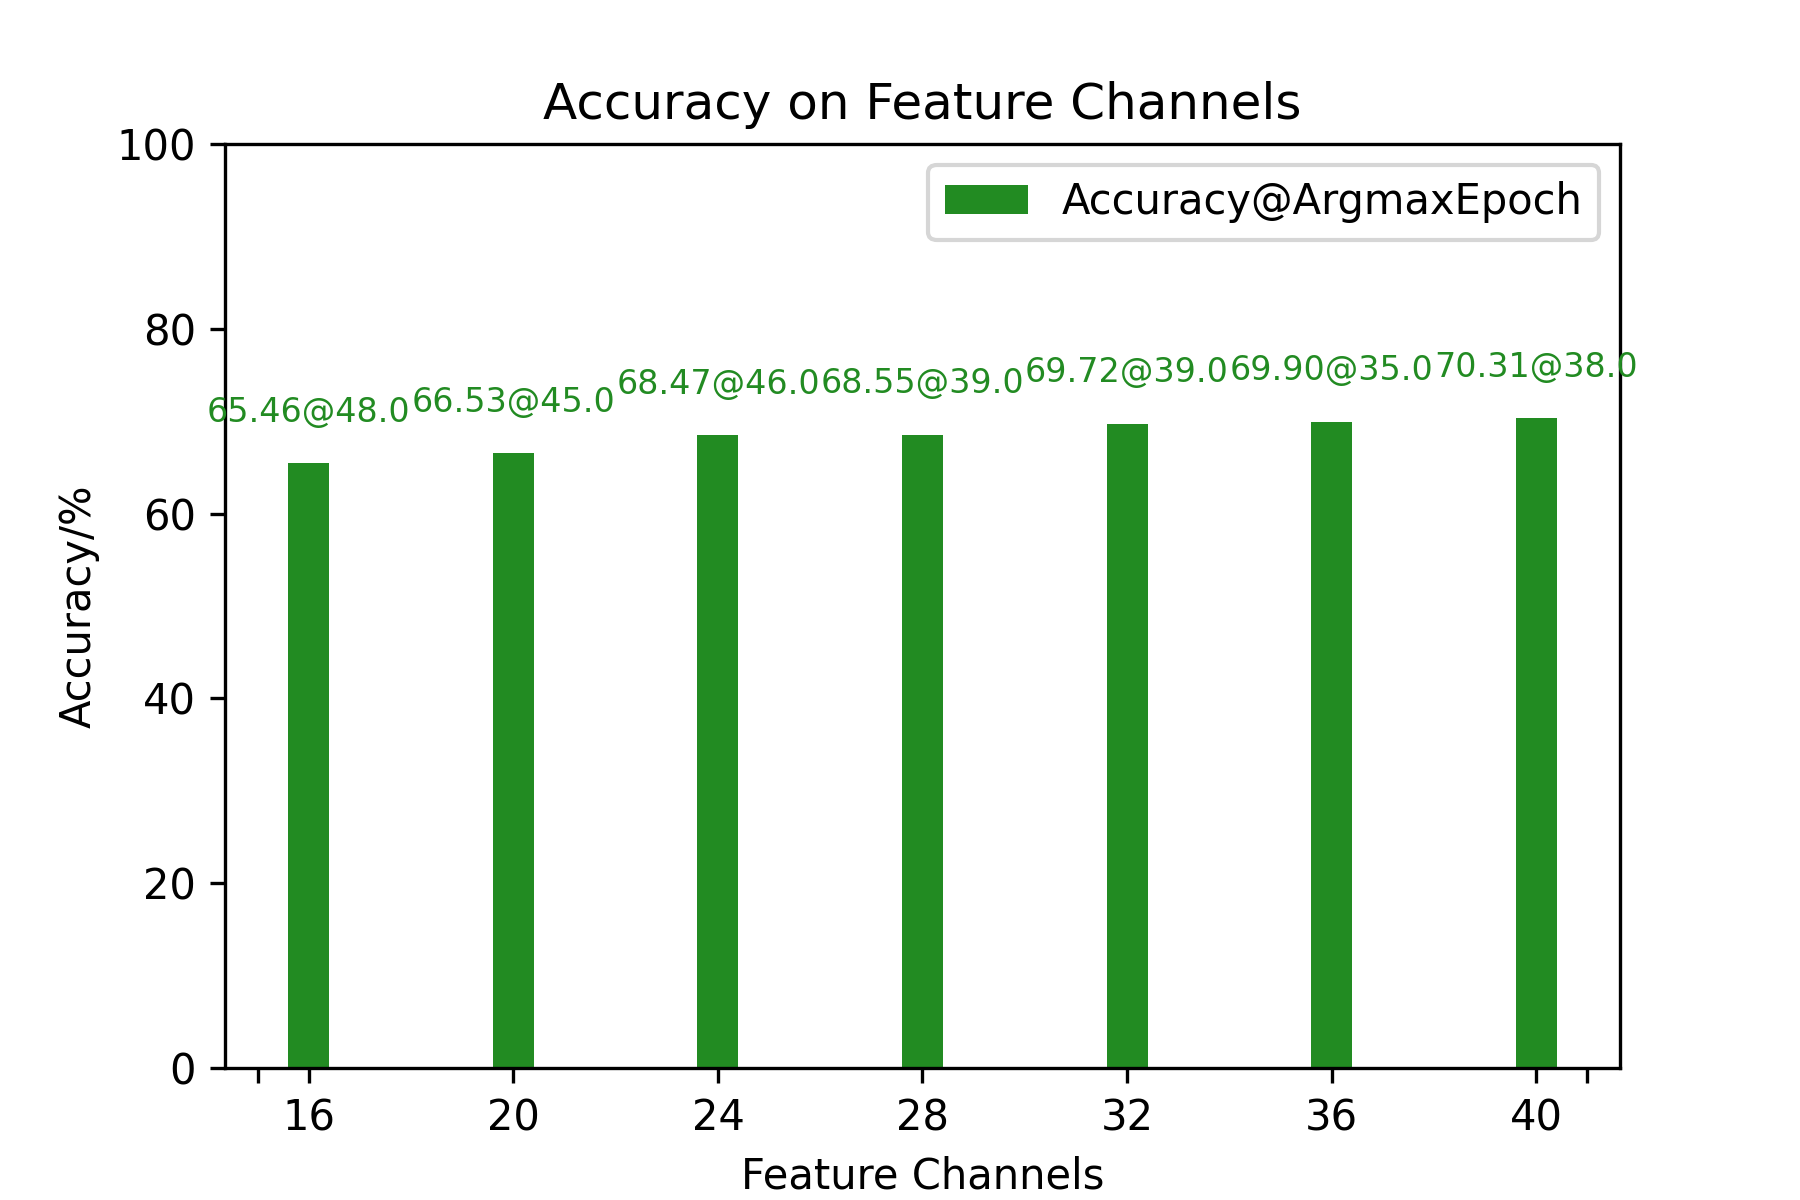 Accuracy on Feature Channels
Accuracy@ArgmaxEpoch
100
80
60
40
20
0
Accuracy/%
65.46@48.0
66.53@45.0
68.47@46.0
68.55@39.0
69.72@39.0
69.90@35.0
70.31@38.0
16 20 24 28 32 36 40
Feature Channels